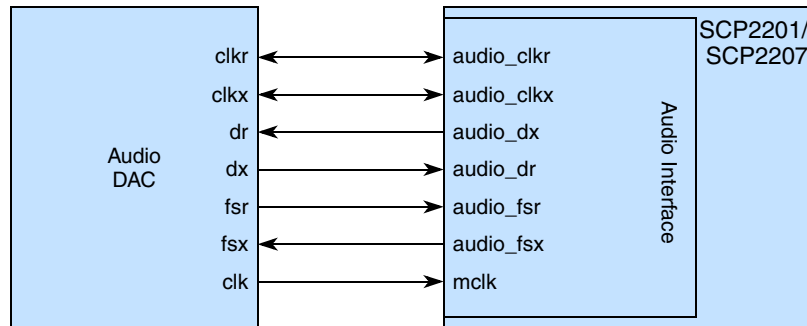 SCP2201/
SCP2207
clkr
audio_clkr
clkx
audio_clkx
dr
audio_dx
dx
audio_dr
fsr
audio_fsr
fsx
audio_fsx
clk
mclk
Audio
DAC
Audio Interface